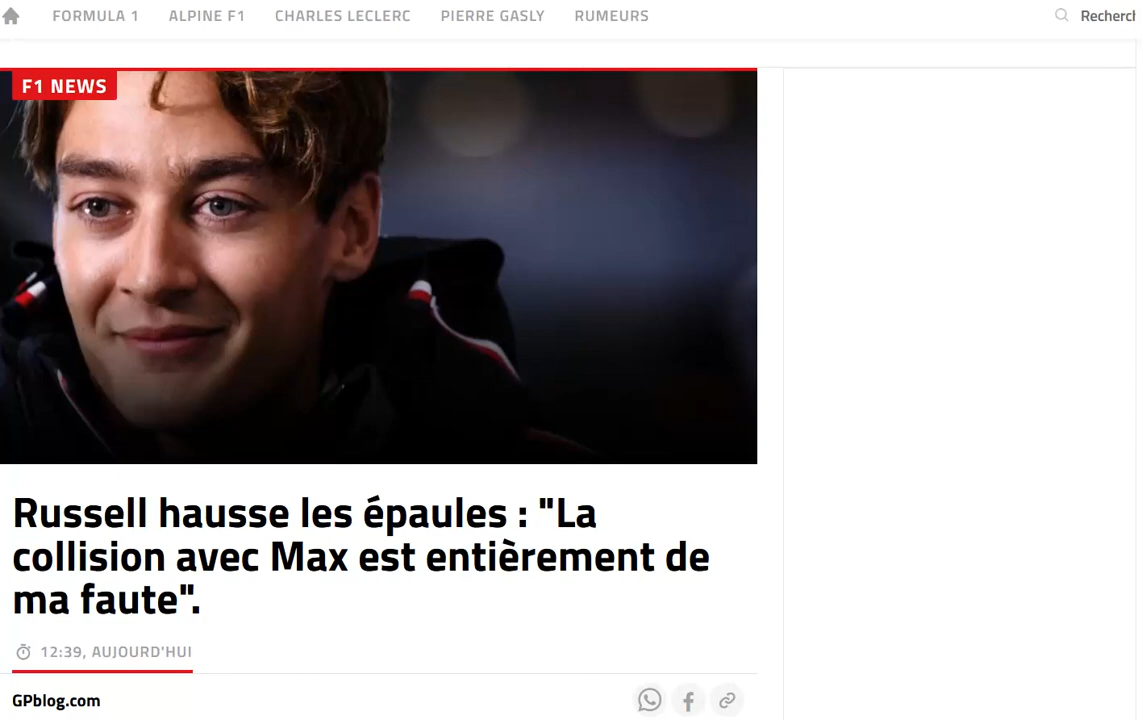 FORMULA 1 ALPINE F1 CHARLES LECLERC PIERRE GASLY RUMEURS Recherch
F1 NEWS
Russell hausse les épaules : "La
collision avec Max est entièrement de
ma faute".
12:39, AUJOURD'HUI
GPblog.com